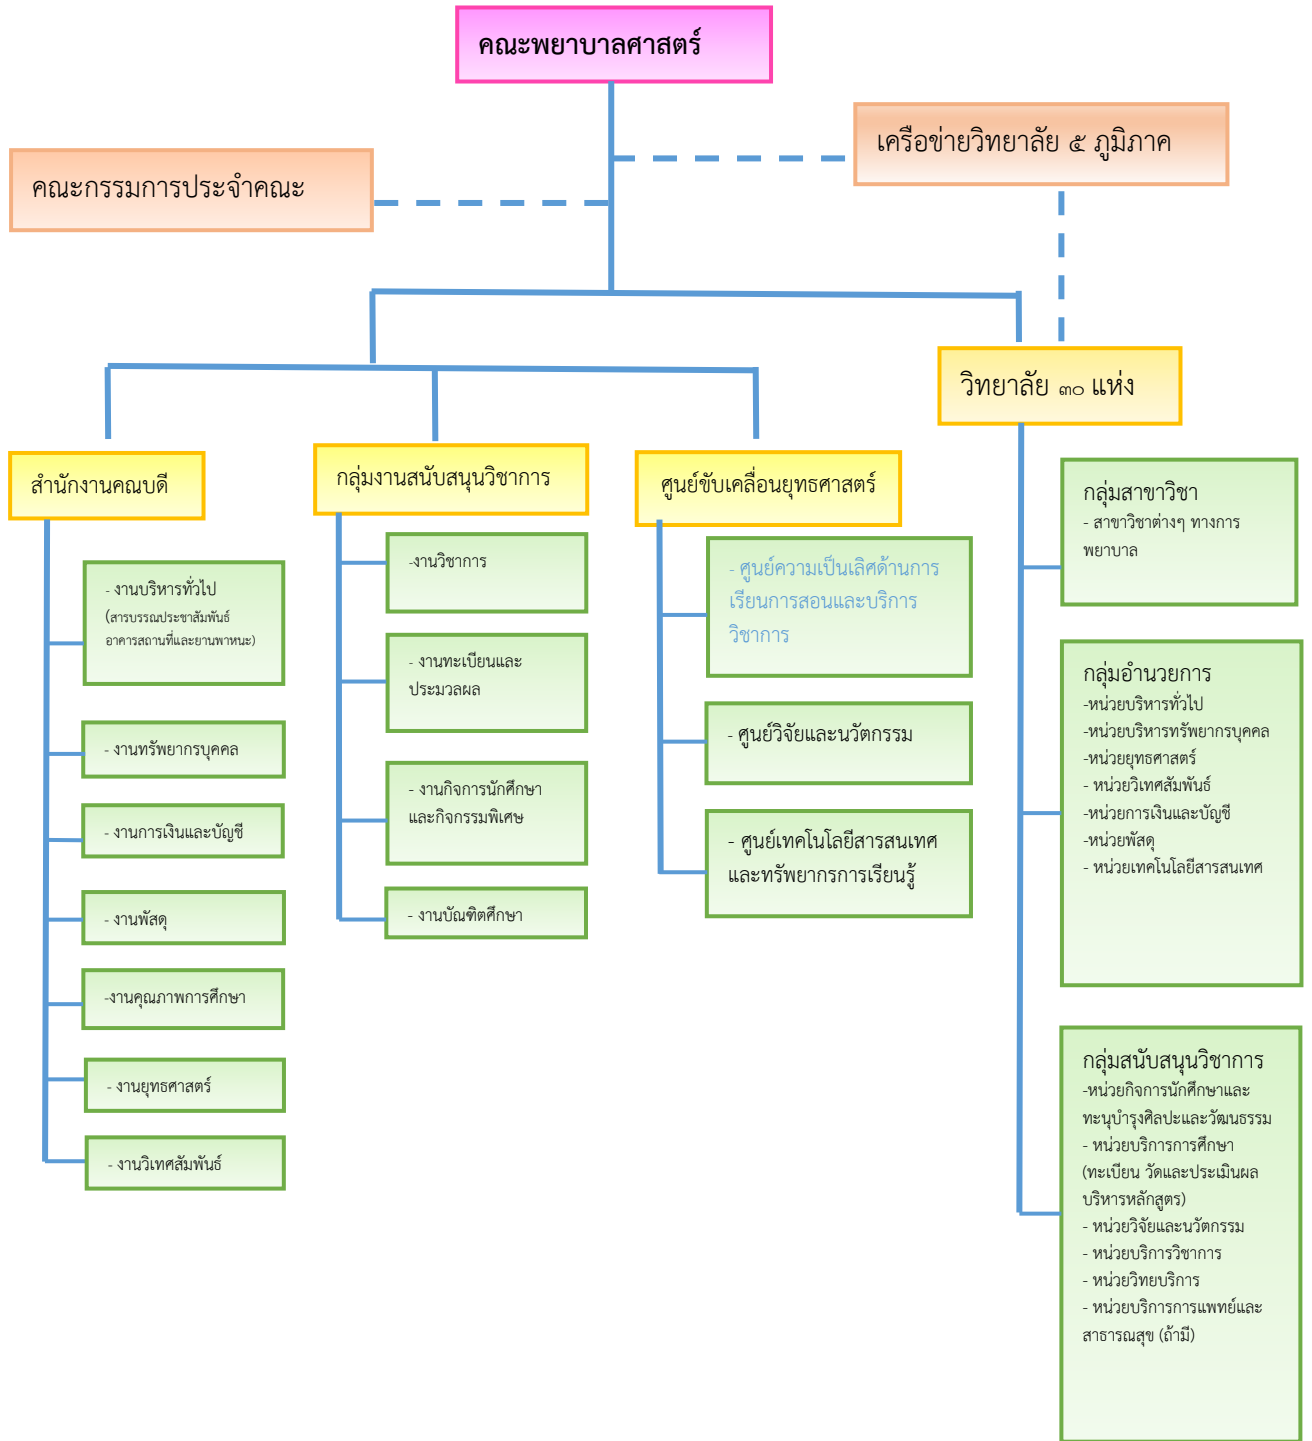 คณะพยาบาลศาสตร์
เครือข่ายวิทยาลัย ๕ ภูมิภาค
คณะกรรมการประจำคณะ
วิทยาลัย ๓๐ แห่ง
สำนักงานคณบดี
- งานบริหารทั่วไป
(สารบรรณประชาสัมพันธ์
อาคารสถานที่และยานพาหนะ)
- งานทรัพยากรบุคคล
- งานการเงินและบัญชี
- งานพัสดุ
-งานคุณภาพการศึกษา
- งานยุทธศาสตร์
- งานวิเทศสัมพันธ์
กลุ่มงานสนับสนุนวิชาการ
-งานวิชาการ
- งานทะเบียนและ
ประมวลผล
- งานกิจการนักศึกษา
และกิจกรรมพิเศษ
- งานบัณฑิตศึกษา
ศูนย์ขับเคลื่อนยุทธศาสตร์
- ศูนย์ความเป็นเลิศด้านการ
เรียนการสอนและบริการ
วิชาการ
- ศูนย์วิจัยและนวัตกรรม
- ศูนย์เทคโนโลยีสารสนเทศ
และทรัพยากรการเรียนรู้
กลุ่มสาขาวิชา
- สาขาวิชาต่างๆ ทางการ
พยาบาล
กลุ่มอำนวยการ
-หน่วยบริหารทั่วไป
-หน่วยบริหารทรัพยากรบุคคล
-หน่วยยุทธศาสตร์
- หน่วยวิเทศสัมพันธ์
-หน่วยการเงินและบัญชี
-หน่วยพัสดุ
- หน่วยเทคโนโลยีสารสนเทศ
กลุ่มสนับสนุนวิชาการ
-หน่วยกิจการนักศึกษาและ
ทะนุบำรุงศิลปะและวัฒนธรรม
- หน่วยบริการการศึกษา
(ทะเบียน วัดและประเมินผล
บริหารหลักสูตร)
- หน่วยวิจัยและนวัตกรรม
- หน่วยบริการวิชาการ
- หน่วยวิทยบริการ
- หน่วยบริการการแพทย์และ
สาธารณสุข (ถ้ามี)